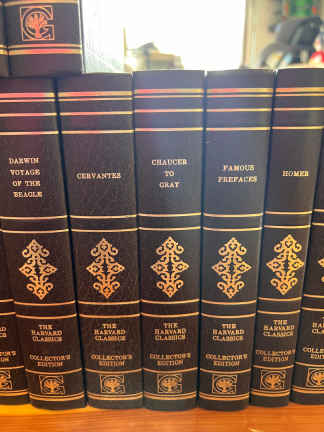 DARWIN
VOYAGE
OF THE
BEAGLE
THE
HARVARD
CLASSICS
COLLECTOR'S
EDITION
CERVANTES
THE
HARVARD
CLASSICS
COLLECTOR'S
EDITION
CHAUCER
TO
GRAY
THE
HARVARD
CLASSICS
COLLECTOR'S
EDITION
FAMOUS
PREFACES
THE
HARVARD
CLASSICS
COLLECTOR'S
EDITION
HOMER
THE
HARVARD
CLASSICS
COLLECTOR'S
EDITION